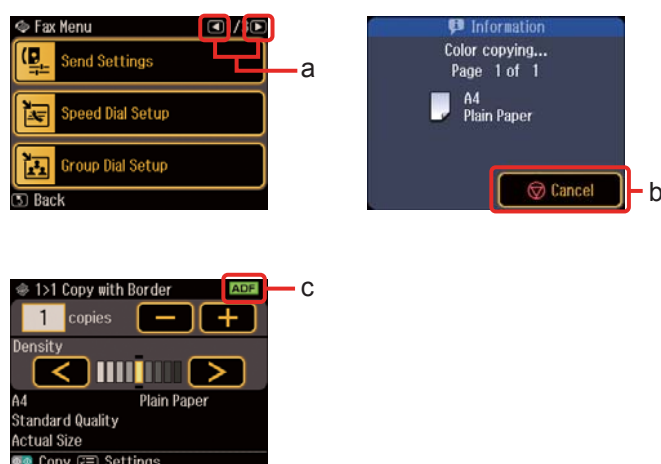 Fax Menu /3
a
Send Settings
Speed Dial Setup
Group Dial Setup
Back
Information
Color copying...
Page 1 of 1
A4
Plain Paper
Cancel
b
1>1 Copy with Border ADF
c
1 copies − +
Density
< >
A4 Plain Paper
Standard Quality
Actual Size
Copy Settings